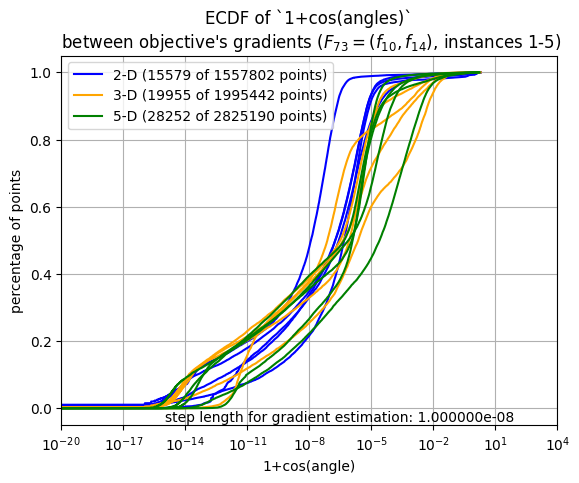 ECDF of `1+cos(angles)`
between objective's gradients (F73 = (f10, f14), instances 1-5)
2-D (15579 of 1557802 points)
3-D (19955 of 1995442 points)
5-D (28252 of 2825190 points)
percentage of points
1.0
0.8
0.6
0.4
0.2
0.0
step length for gradient estimation: 1.000000e-08
10⁻²⁰ 10⁻¹⁷ 10⁻¹⁴ 10⁻¹¹ 10⁻⁸ 10⁻⁵ 10⁻² 10¹ 10⁴
1+cos(angle)